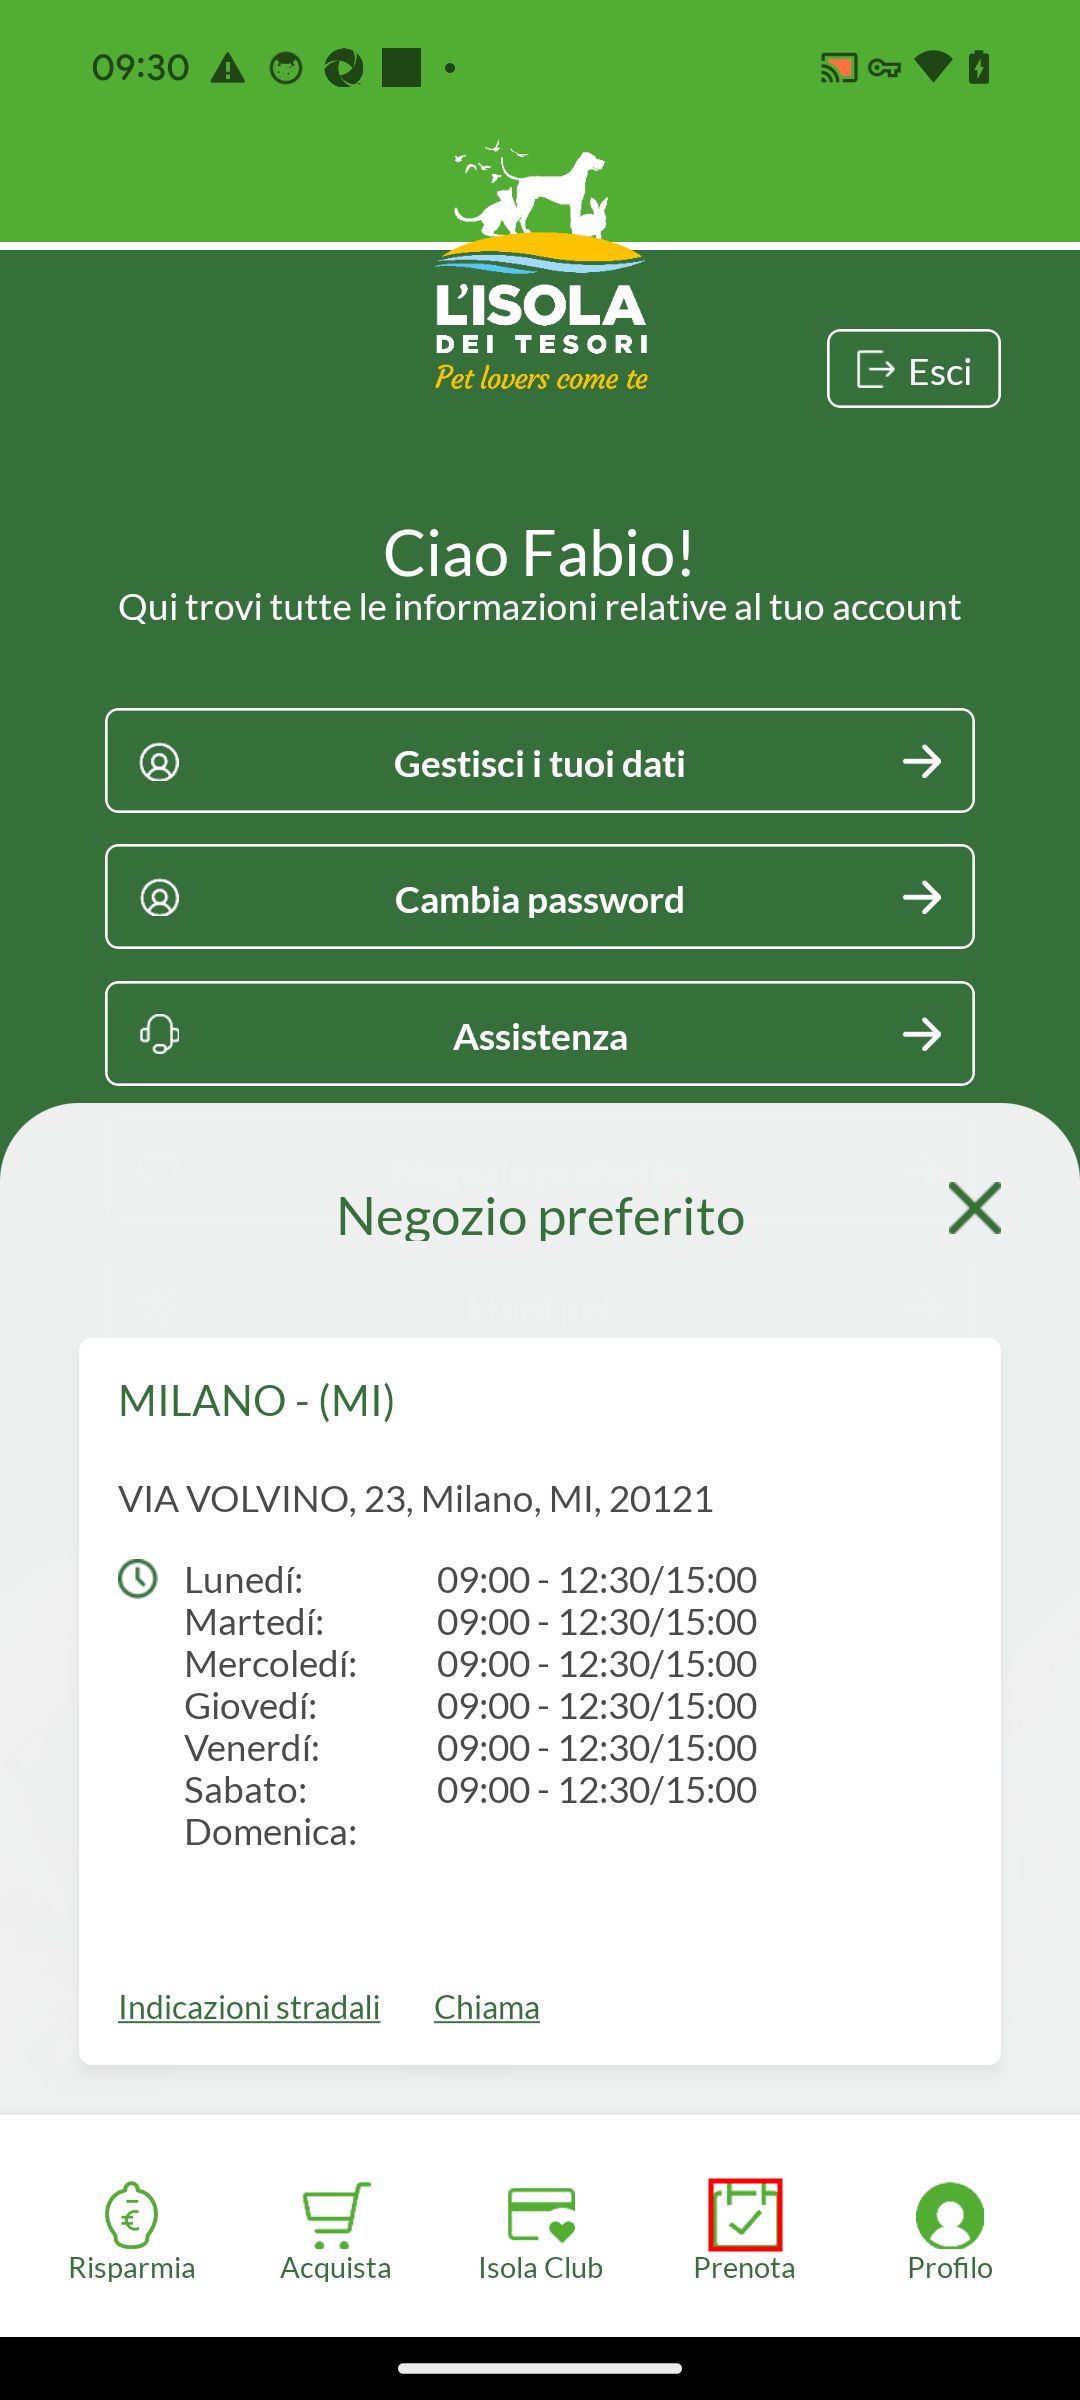 09:30
L'ISOLA
DEI TESORI
Pet lovers come te
Esci
Ciao Fabio!
Qui trovi tutte le informazioni relative al tuo account
Gestisci i tuoi dati
Cambia password
Assistenza
Negozio preferito
Negozio preferito
MILANO - (MI)
VIA VOLVINO, 23, Milano, MI, 20121
Lunedí: 09:00 - 12:30/15:00
Martedí: 09:00 - 12:30/15:00
Mercoledí: 09:00 - 12:30/15:00
Giovedí: 09:00 - 12:30/15:00
Venerdí: 09:00 - 12:30/15:00
Sabato: 09:00 - 12:30/15:00
Domenica:
Indicazioni stradali Chiama
Risparmia Acquista Isola Club Prenota Profilo